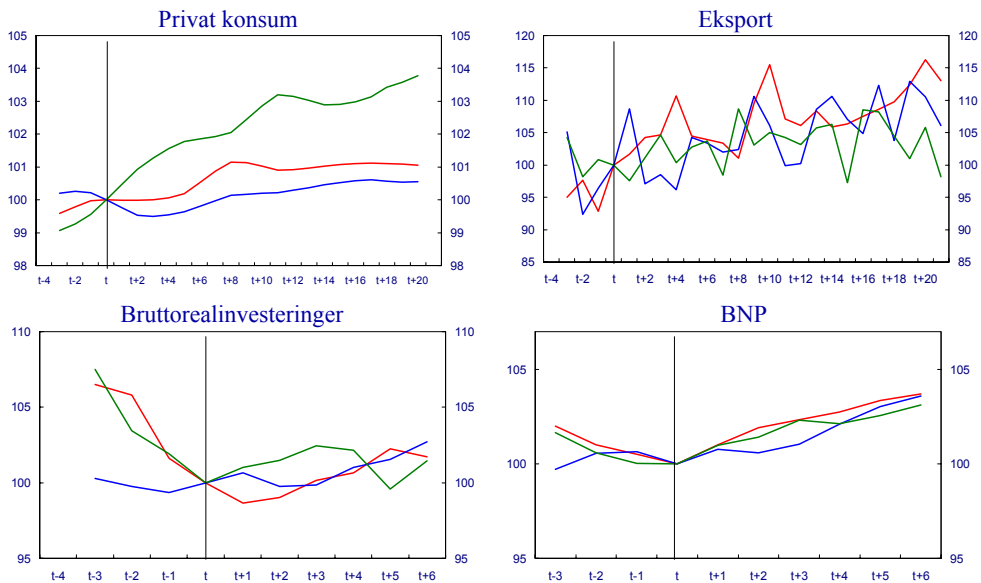 Privat konsum
105 105
104 104
103 103
102 102
101 101
100 100
99 99
98 98
t-4 t-2 t t+2 t+4 t+6 t+8 t+10 t+12 t+14 t+16 t+18 t+20
Eksport
120 120
115 115
110 110
105 105
100 100
95 95
90 90
85 85
t-4 t-2 t t+2 t+4 t+6 t+8 t+10 t+12 t+14 t+16 t+18 t+20
Bruttorealinvesteringer
110 110
105 105
100 100
95 95
t-4 t-3 t-2 t-1 t t+1 t+2 t+3 t+4 t+5 t+6
BNP
105 105
100 100
95 95
t-3 t-2 t-1 t t+1 t+2 t+3 t+4 t+5 t+6